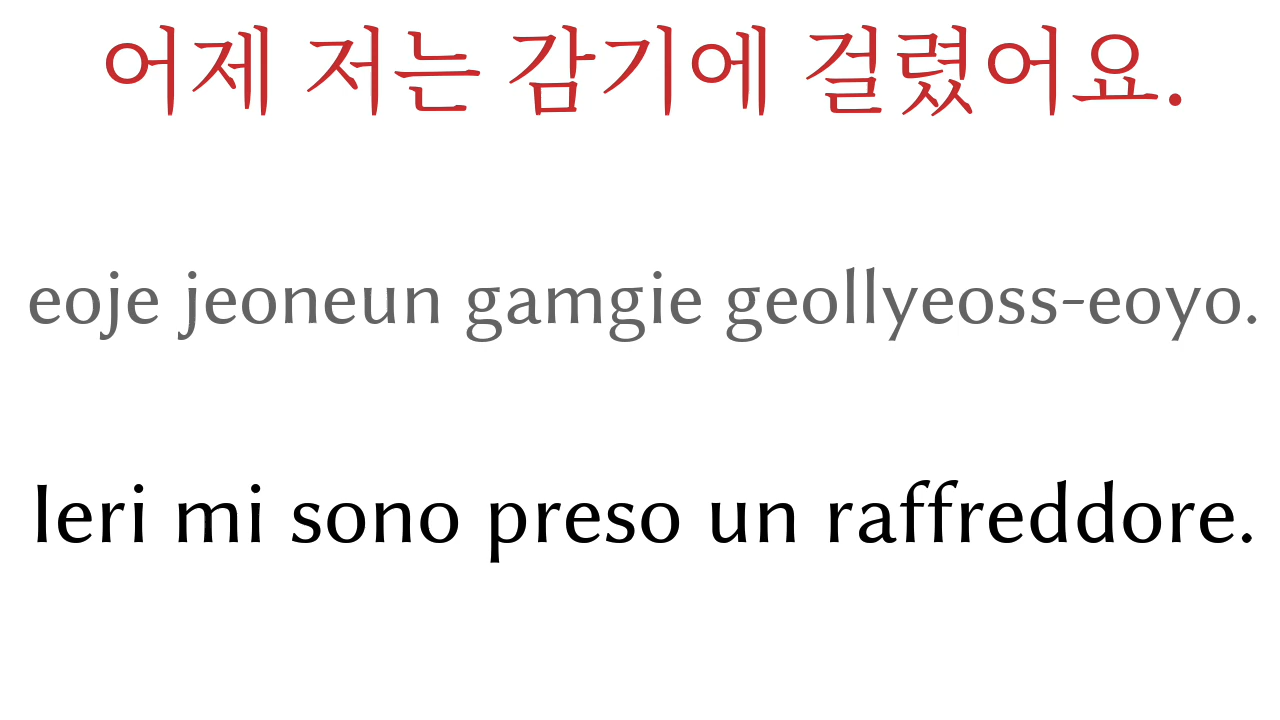 어제 저는 감기에 걸렸어요.
eoje jeoneun gamgie geollyeoss-eoyo.
Ieri mi sono preso un raffreddore.